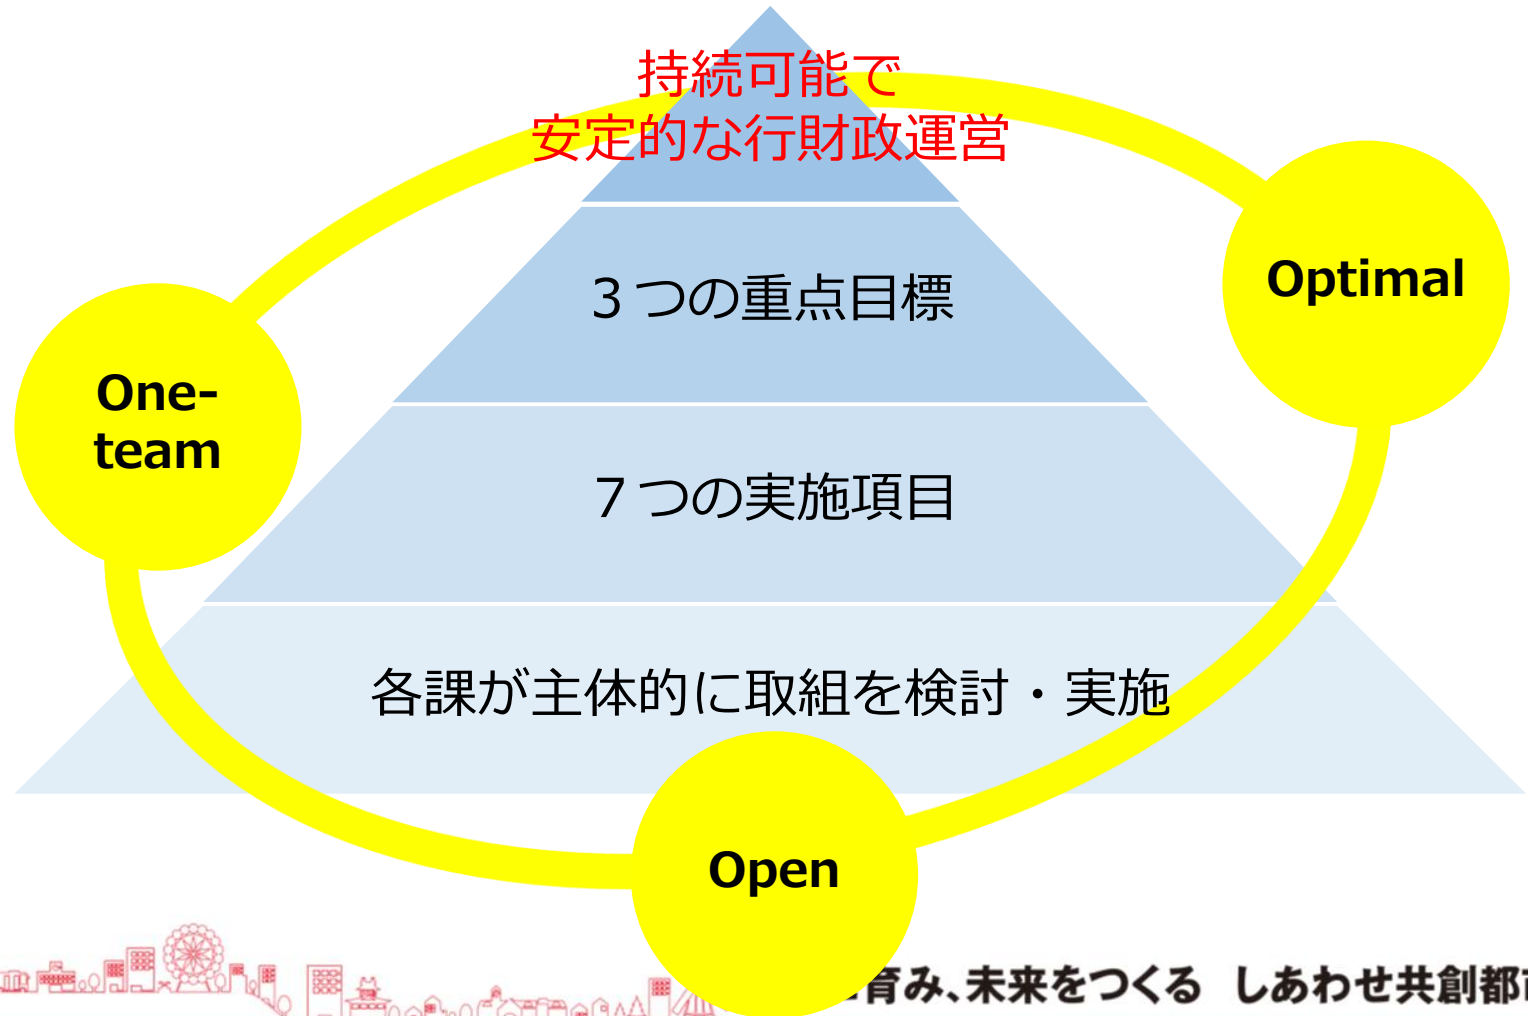 持続可能で
安定的な行財政運営
Optimal
３つの重点目標
One-
team
７つの実施項目
各課が主体的に取組を検討・実施
Open
育み、未来をつくる　しあわせ共創都